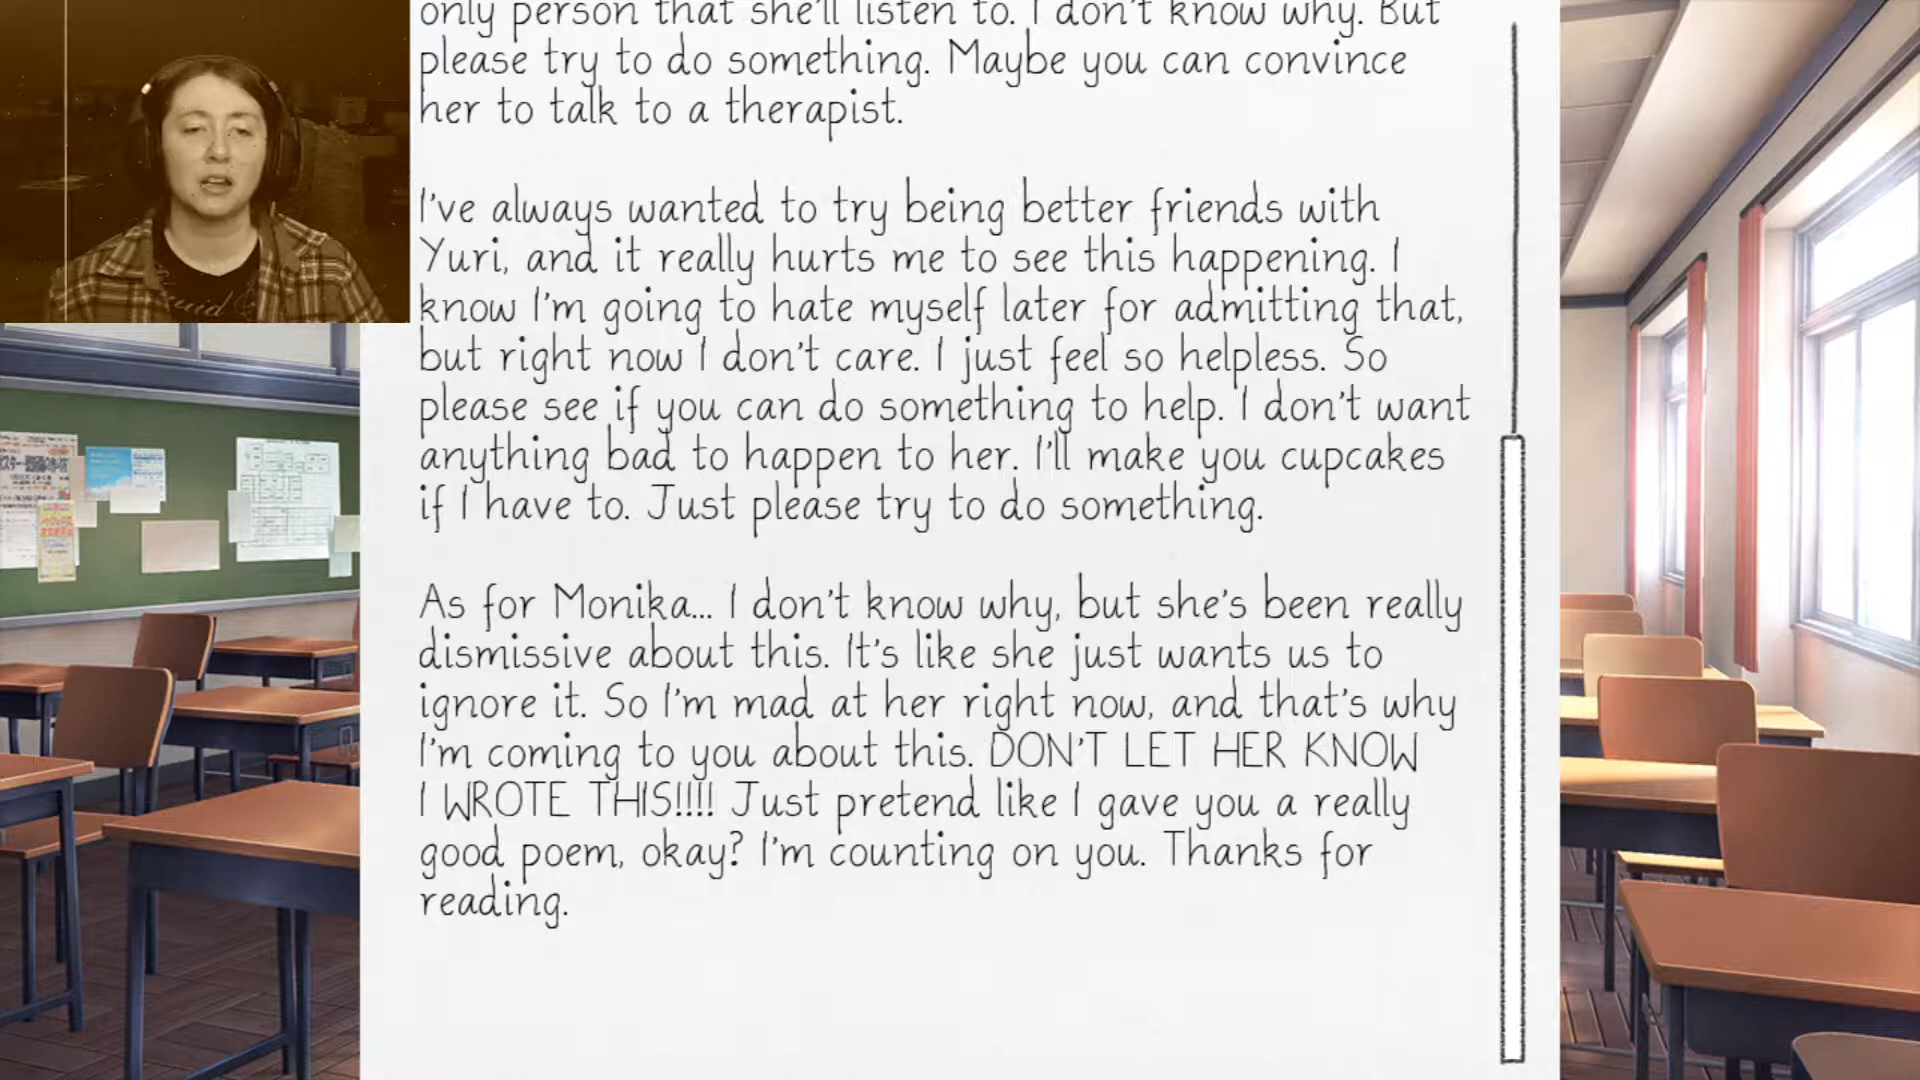 only person that she'll listen to. I don't know why. But
please try to do something. Maybe you can convince
her to talk to a therapist.
I've always wanted to try being better friends with
Yuri, and it really hurts me to see this happening. I
know I'm going to hate myself later for admitting that,
but right now I don't care. I just feel so helpless. So
please see if you can do something to help. I don't want
anything bad to happen to her. I'll make you cupcakes
if I have to. Just please try to do something.
As for Monika... I don't know why, but she's been really
dismissive about this. It's like she just wants us to
ignore it. So I'm mad at her right now, and that's why
I'm coming to you about this. DON'T LET HER KNOW
I WROTE THIS!!!! Just pretend like I gave you a really
good poem, okay? I'm counting on you. Thanks for
reading.